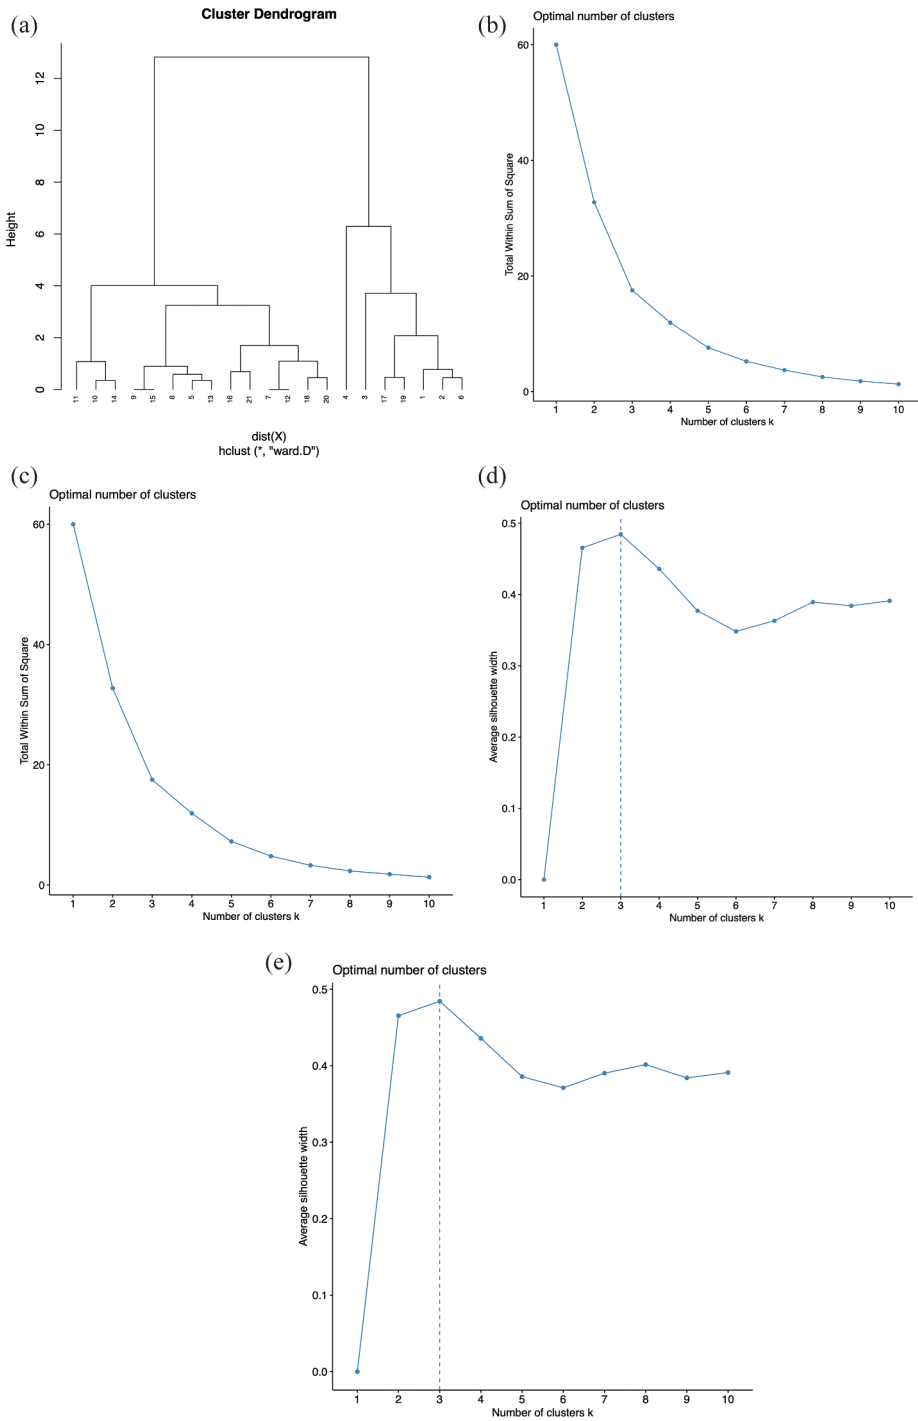 (a)
Cluster Dendrogram
Height
12
10
8
6
4
2
0
11 10 14 9 15 8 5 13 16 21 7 12 18 20 4 3 17 19 1 2 6
dist(X)
hclust (*, "ward.D")
(b)
Optimal number of clusters
Total Within Sum of Square
60
40
20
0
1 2 3 4 5 6 7 8 9 10
Number of clusters k
(c)
Optimal number of clusters
Total Within Sum of Square
60
40
20
0
1 2 3 4 5 6 7 8 9 10
Number of clusters k
(d)
Optimal number of clusters
Average silhouette width
0.5
0.4
0.3
0.2
0.1
0.0
1 2 3 4 5 6 7 8 9 10
Number of clusters k
(e)
Optimal number of clusters
Average silhouette width
0.5
0.4
0.3
0.2
0.1
0.0
1 2 3 4 5 6 7 8 9 10
Number of clusters k